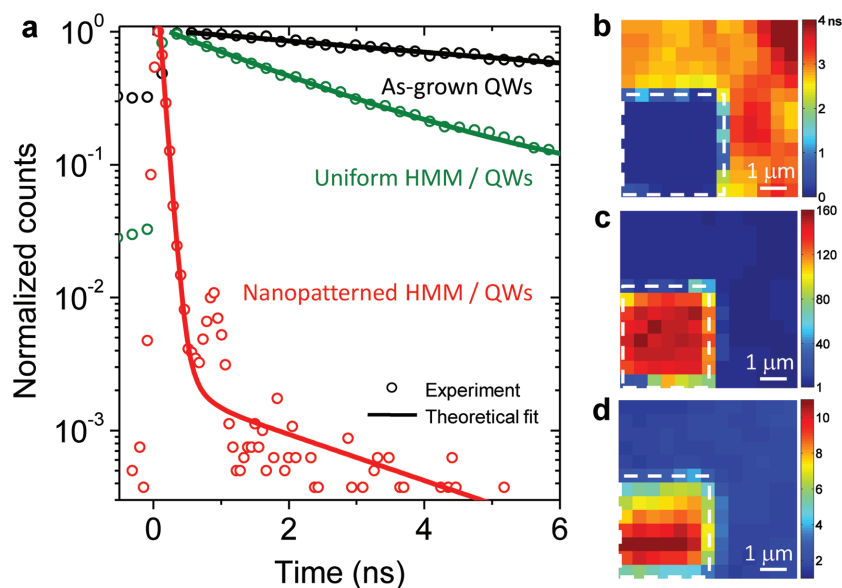 a
Normalized counts
10⁰
10⁻¹
10⁻²
10⁻³
As-grown QWs
Uniform HMM / QWs
Nanopatterned HMM / QWs
Experiment
Theoretical fit
0 2 4 6
Time (ns)
b
4 ns
3
2
1
0
1 μm
c
160
120
80
40
1
1 μm
d
10
8
6
4
2
1 μm